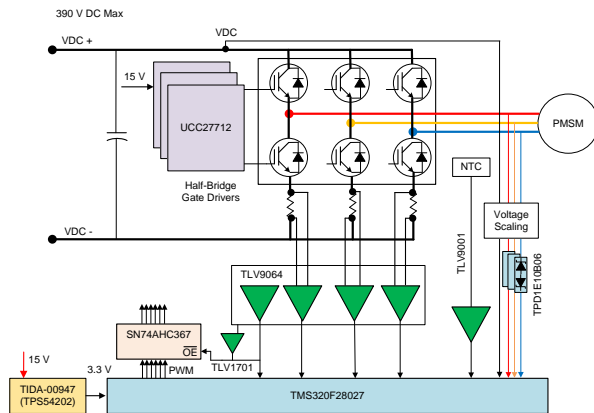 390 V DC Max
VDC +
VDC
15 V
UCC27712
PMSM
Half-Bridge
Gate Drivers
NTC
Voltage
Scaling
VDC -
TLV9001
TPD1E10B06
TLV9064
SN74AHC367
OE
TLV1701
15 V
3.3 V
PWM
TIDA-00947
(TPS54202)
TMS320F28027